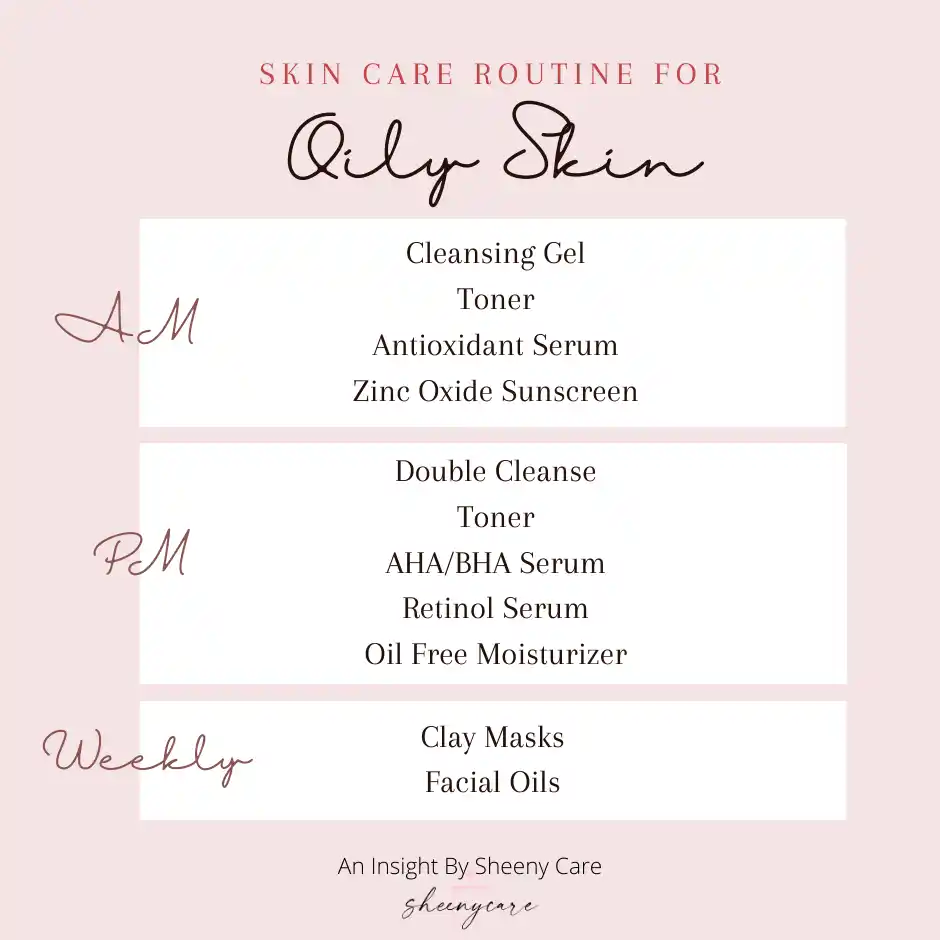 SKIN CARE ROUTINE FOR
Oily Skin
AM
Cleansing Gel
Toner
Antioxidant Serum
Zinc Oxide Sunscreen
PM
Double Cleanse
Toner
AHA/BHA Serum
Retinol Serum
Oil Free Moisturizer
Weekly
Clay Masks
Facial Oils
An Insight By Sheeny Care
sheenycare